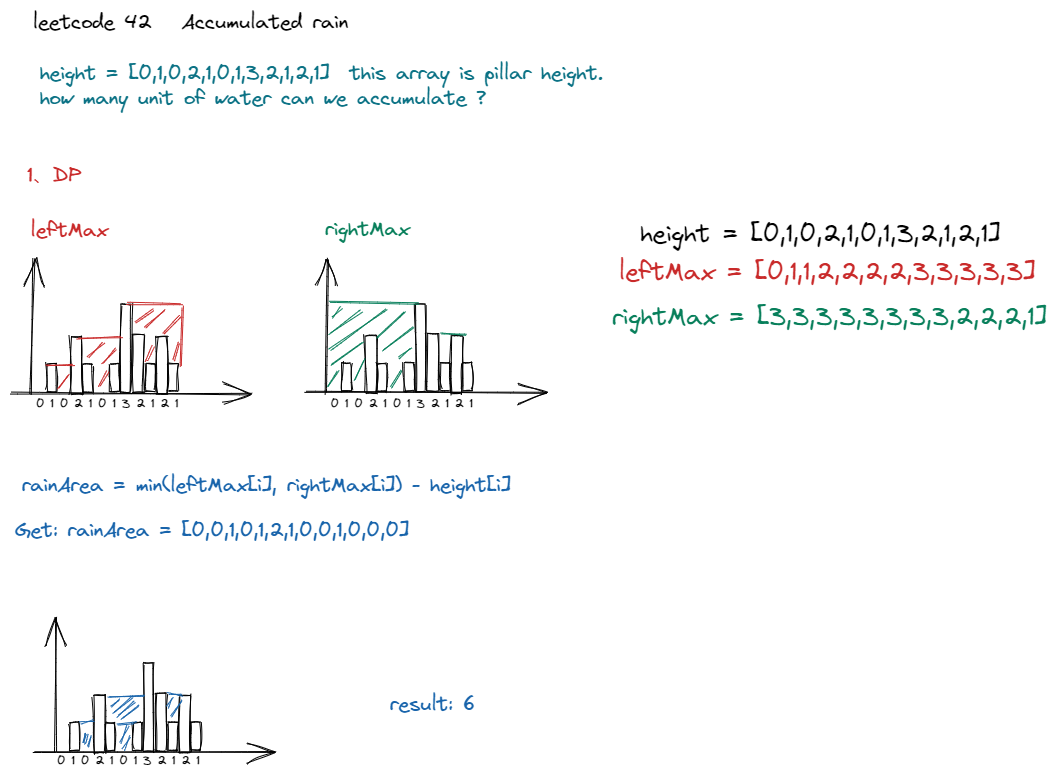 leetcode 42 Accumulated rain
height = [0,1,0,2,1,0,1,3,2,1,2,1] this array is pillar height.
how many unit of water can we accumulate ?
1、DP
leftMax
0 1 0 2 1 0 1 3 2 1 2 1
rightMax
0 1 0 2 1 0 1 3 2 1 2 1
height = [0,1,0,2,1,0,1,3,2,1,2,1]
leftMax = [0,1,1,2,2,2,2,3,3,3,3,3]
rightMax = [3,3,3,3,3,3,3,3,2,2,2,1]
rainArea = min(leftMax[i], rightMax[i]) - height[i]
Get: rainArea = [0,0,1,0,1,2,1,0,0,1,0,0,0]
0 1 0 2 1 0 1 3 2 1 2 1
result: 6